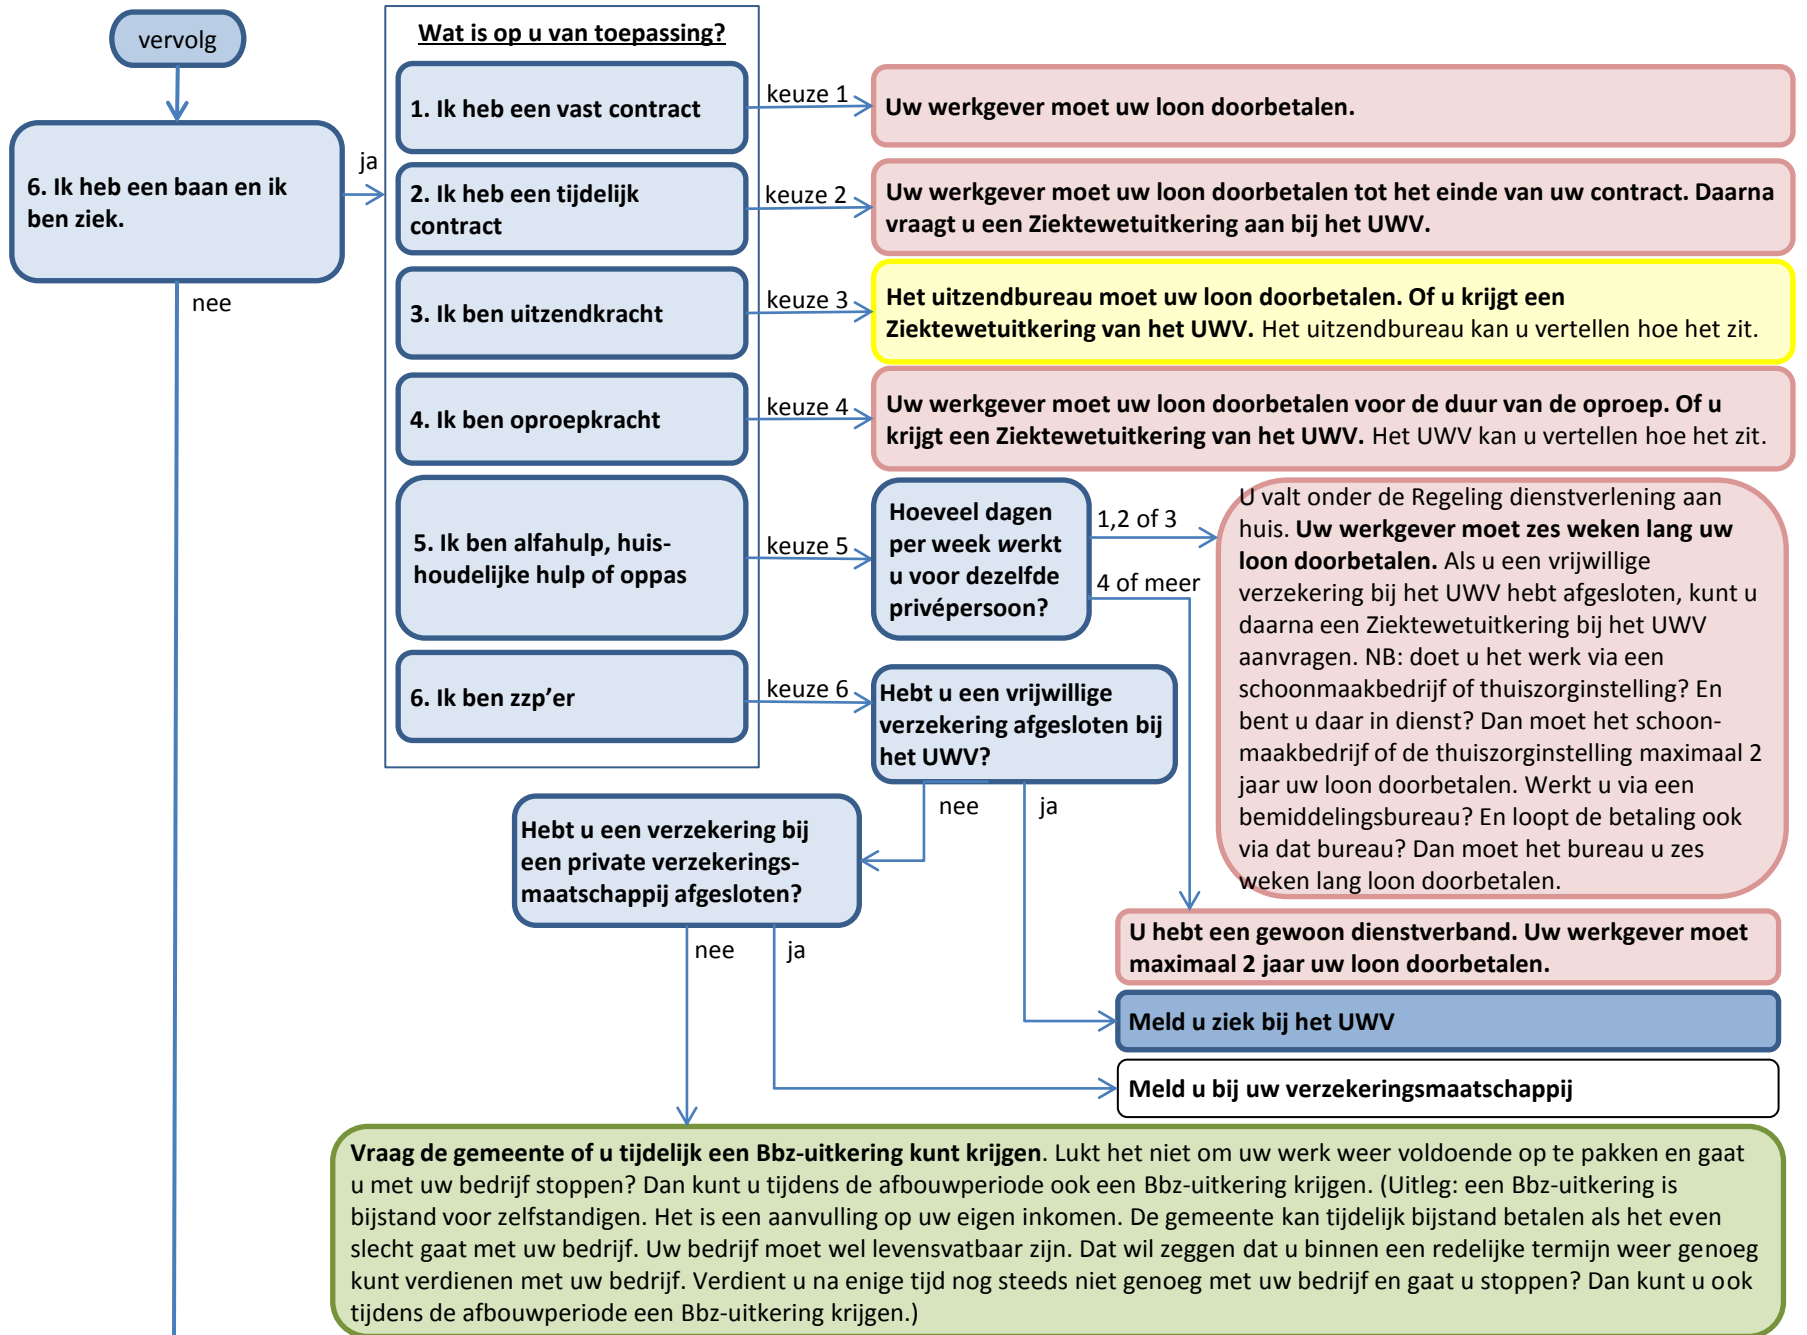 vervolg
6. Ik heb een baan en ik
ben ziek.
ja
nee
Wat is op u van toepassing?
1. Ik heb een vast contract
keuze 1
Uw werkgever moet uw loon doorbetalen.
2. Ik heb een tijdelijk
contract
keuze 2
Uw werkgever moet uw loon doorbetalen tot het einde van uw contract. Daarna
vraagt u een Ziektewetuitkering aan bij het UWV.
3. Ik ben uitzendkracht
keuze 3
Het uitzendbureau moet uw loon doorbetalen. Of u krijgt een
Ziektewetuitkering van het UWV. Het uitzendbureau kan u vertellen hoe het zit.
4. Ik ben oproepkracht
keuze 4
Uw werkgever moet uw loon doorbetalen voor de duur van de oproep. Of u
krijgt een Ziektewetuitkering van het UWV. Het UWV kan u vertellen hoe het zit.
5. Ik ben alfahulp, huis-
houdelijke hulp of oppas
keuze 5
Hoeveel dagen
per week werkt
u voor dezelfde
privépersoon?
1,2 of 3
4 of meer
U valt onder de Regeling dienstverlening aan
huis. Uw werkgever moet zes weken lang uw
loon doorbetalen. Als u een vrijwillige
verzekering bij het UWV hebt afgesloten, kunt u
daarna een Ziektewetuitkering bij het UWV
aanvragen. NB: doet u het werk via een
schoonmaakbedrijf of thuiszorginstelling? En
bent u daar in dienst? Dan moet het schoon-
maakbedrijf of de thuiszorginstelling maximaal 2
jaar uw loon doorbetalen. Werkt u via een
bemiddelingsbureau? En loopt de betaling ook
via dat bureau? Dan moet het bureau u zes
weken lang loon doorbetalen.
6. Ik ben zzp'er
keuze 6
Hebt u een vrijwillige
verzekering afgesloten bij
het UWV?
nee
ja
Hebt u een verzekering bij
een private verzekerings-
maatschappij afgesloten?
nee
ja
U hebt een gewoon dienstverband. Uw werkgever moet
maximaal 2 jaar uw loon doorbetalen.
Meld u ziek bij het UWV
Meld u bij uw verzekeringsmaatschappij
Vraag de gemeente of u tijdelijk een Bbz-uitkering kunt krijgen. Lukt het niet om uw werk weer voldoende op te pakken en gaat
u met uw bedrijf stoppen? Dan kunt u tijdens de afbouwperiode ook een Bbz-uitkering krijgen. (Uitleg: een Bbz-uitkering is
bijstand voor zelfstandigen. Het is een aanvulling op uw eigen inkomen. De gemeente kan tijdelijk bijstand betalen als het even
slecht gaat met uw bedrijf. Uw bedrijf moet wel levensvatbaar zijn. Dat wil zeggen dat u binnen een redelijke termijn weer genoeg
kunt verdienen met uw bedrijf. Verdient u na enige tijd nog steeds niet genoeg met uw bedrijf en gaat u stoppen? Dan kunt u ook
tijdens de afbouwperiode een Bbz-uitkering krijgen.)